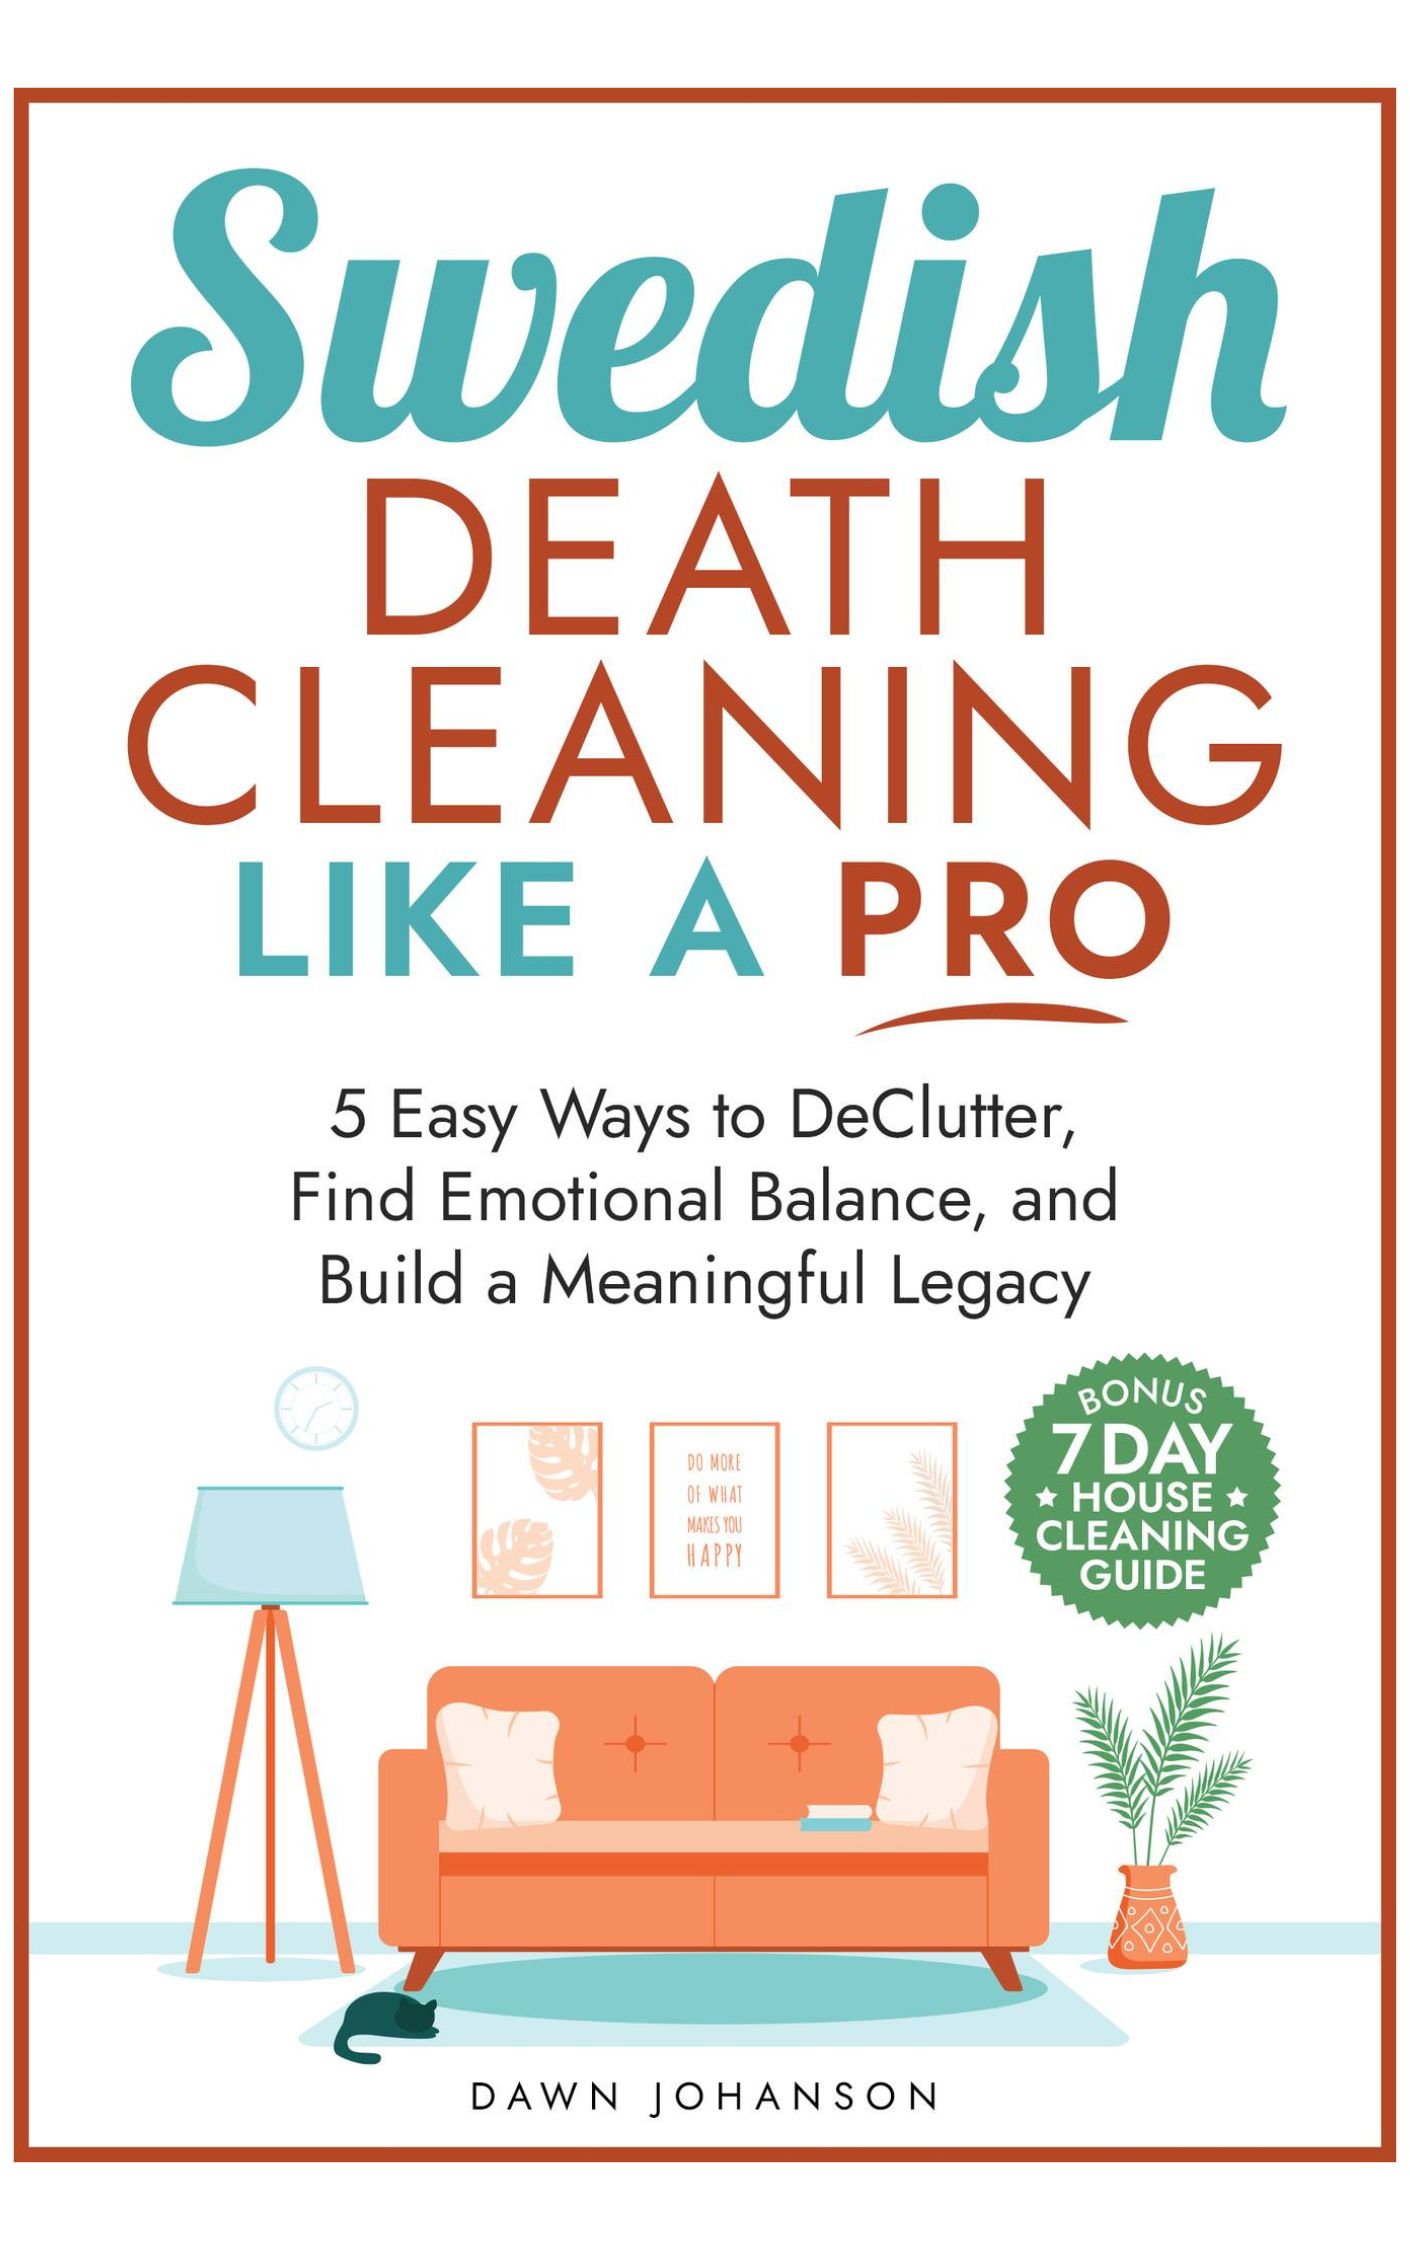 Swedish
DEATH
CLEANING
LIKE A PRO
5 Easy Ways to DeClutter,
Find Emotional Balance, and
Build a Meaningful Legacy
BONUS
7 DAY
HOUSE
CLEANING
GUIDE
DO MORE
OF WHAT
MAKES YOU
HAPPY
DAWN JOHANSON